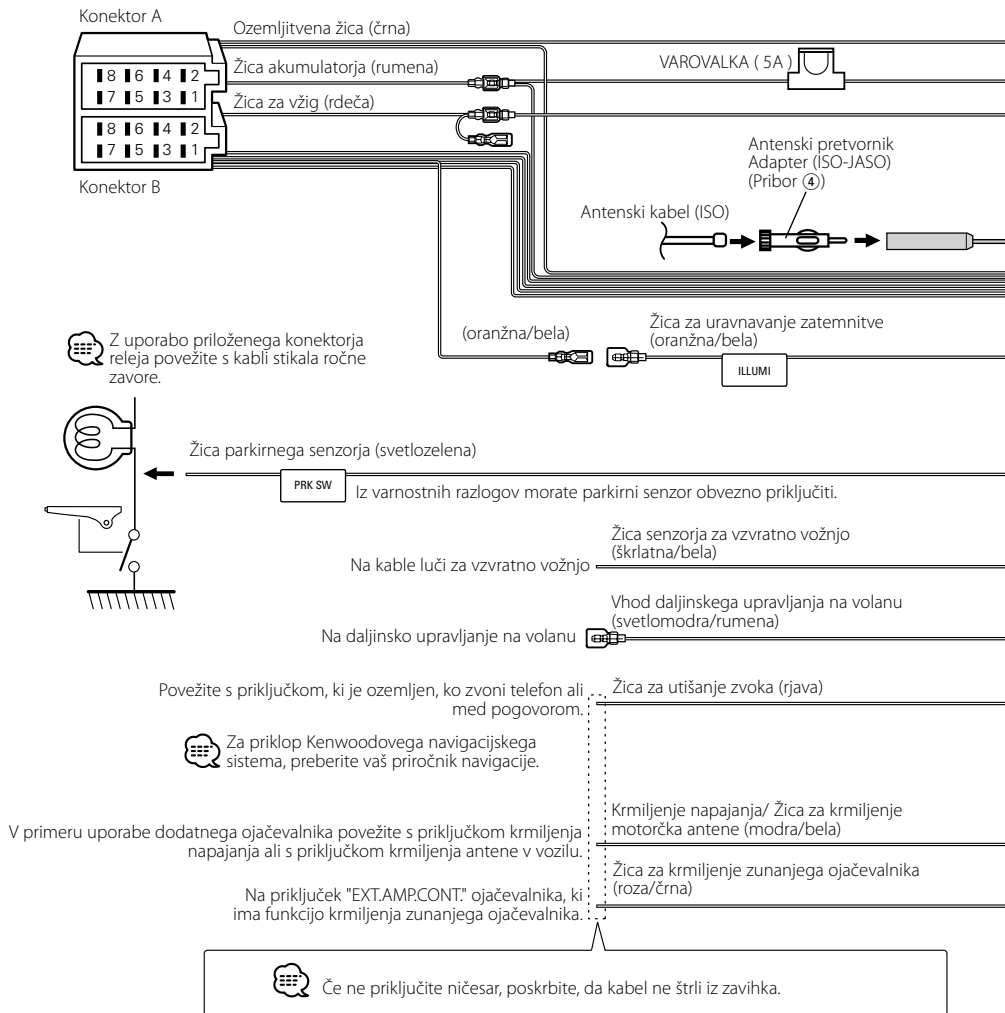 Konektor A
Ozemljitvena žica (črna)
Žica akumulatorja (rumena)
VAROVALKA ( 5A )
8 6 4 2
7 5 3 1
Žica za vžig (rdeča)
8 6 4 2
7 5 3 1
Konektor B
Antenski pretvornik
Adapter (ISO-JASO)
(Pribor ④)
Antenski kabel (ISO)
Z uporabo priloženega konektorja
releja povežite s kabli stikala ročne
zavore.
(oranžna/bela)
Žica za uravnavanje zatemnitve
(oranžna/bela)
ILLUMI
Žica parkirnega senzorja (svetlozelena)
PRK SW
Iz varnostnih razlogov morate parkirni senzor obvezno priključiti.
Žica senzorja za vzvratno vožnjo
(škrlatna/bela)
Na kable luči za vzvratno vožnjo
Vhod daljinskega upravljanja na volanu
(svetlomodra/rumena)
Na daljinsko upravljanje na volanu
Povežite s priključkom, ki je ozemljen, ko zvoni telefon ali
med pogovorom.
Žica za utišanje zvoka (rjava)
Za priklop Kenwoodovega navigacijskega
sistema, preberite vaš priročnik navigacije.
Krmiljenje napajanja/ Žica za krmiljenje
motorčka antene (modra/bela)
V primeru uporabe dodatnega ojačevalnika povežite s priključkom krmiljenja
napajanja ali s priključkom krmiljenja antene v vozilu.
Žica za krmiljenje zunanjega ojačevalnika
(roza/črna)
Na priključek "EXT.AMP.CONT." ojačevalnika, ki
ima funkcijo krmiljenja zunanjega ojačevalnika.
Če ne priključite ničesar, poskrbite, da kabel ne štrli iz zavihka.